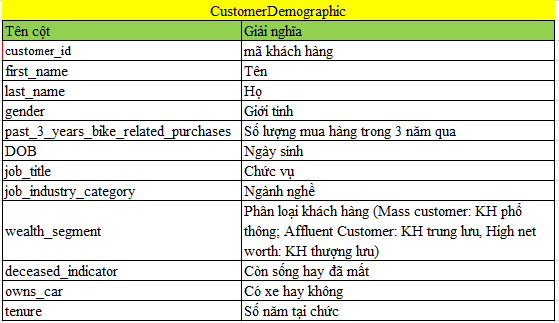 CustomerDemographic
Tên cột Giải nghĩa
customer_id mã khách hàng
first_name Tên
last_name Họ
gender Giới tinh
past_3_years_bike_related_purchases Số lượng mua hàng trong 3 năm qua
DOB Ngày sinh
job_title Chức vụ
job_industry_category Ngành nghề
wealth_segment Phân loại khách hàng (Mass customer: KH phổ
thông; Affluent Customer: KH trung lưu, High net
worth: KH thượng lưu)
deceased_indicator Còn sống hay đã mất
owns_car Có xe hay không
tenure Số năm tại chức